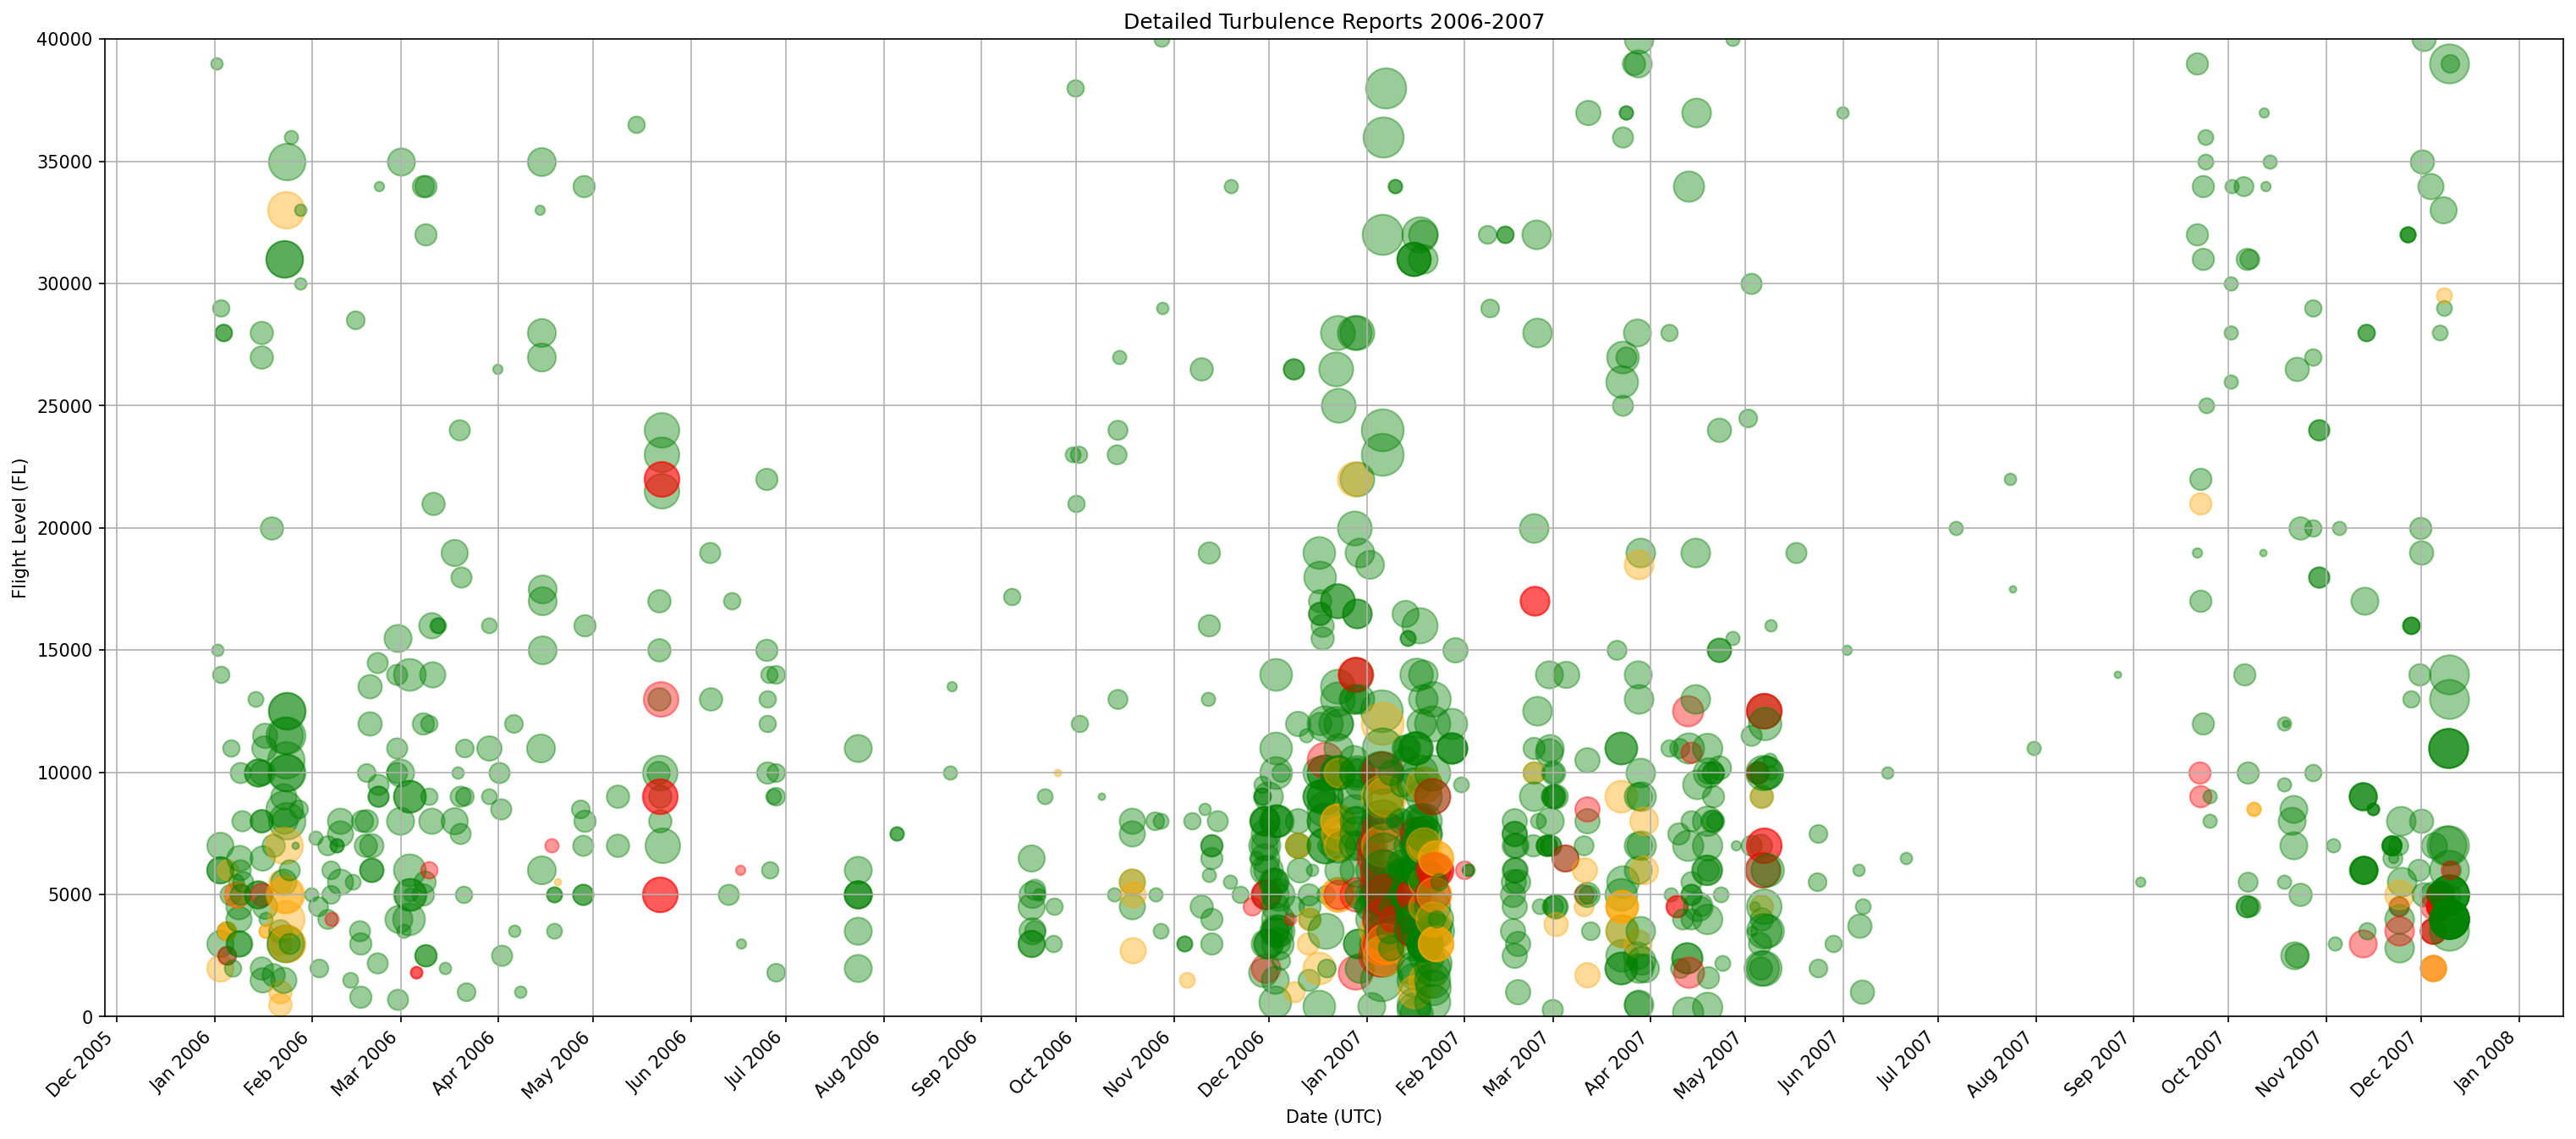 Detailed Turbulence Reports 2006-2007
Flight Level (FL)
40000
35000
30000
25000
20000
15000
10000
5000
0
Dec 2005
Jan 2006
Feb 2006
Mar 2006
Apr 2006
May 2006
Jun 2006
Jul 2006
Aug 2006
Sep 2006
Oct 2006
Nov 2006
Dec 2006
Jan 2007
Feb 2007
Mar 2007
Apr 2007
May 2007
Jun 2007
Jul 2007
Aug 2007
Sep 2007
Oct 2007
Nov 2007
Dec 2007
Jan 2008
Date (UTC)